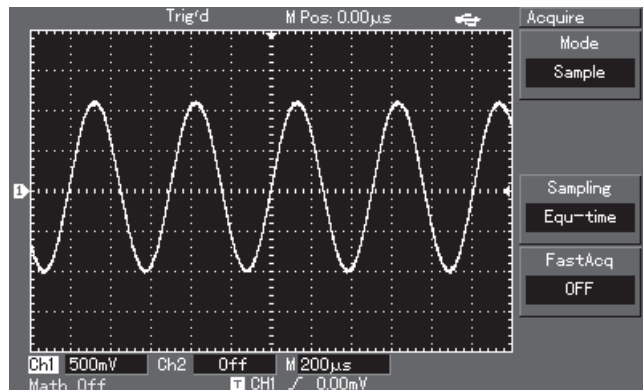 Trig'd M Pos: 0.00μs Acquire
Mode
Sample
1
Sampling
Equ-time
FastAcq
OFF
Ch1 500mV Ch2 Off M 200μs
Math Off T CH1 / 0.00mV